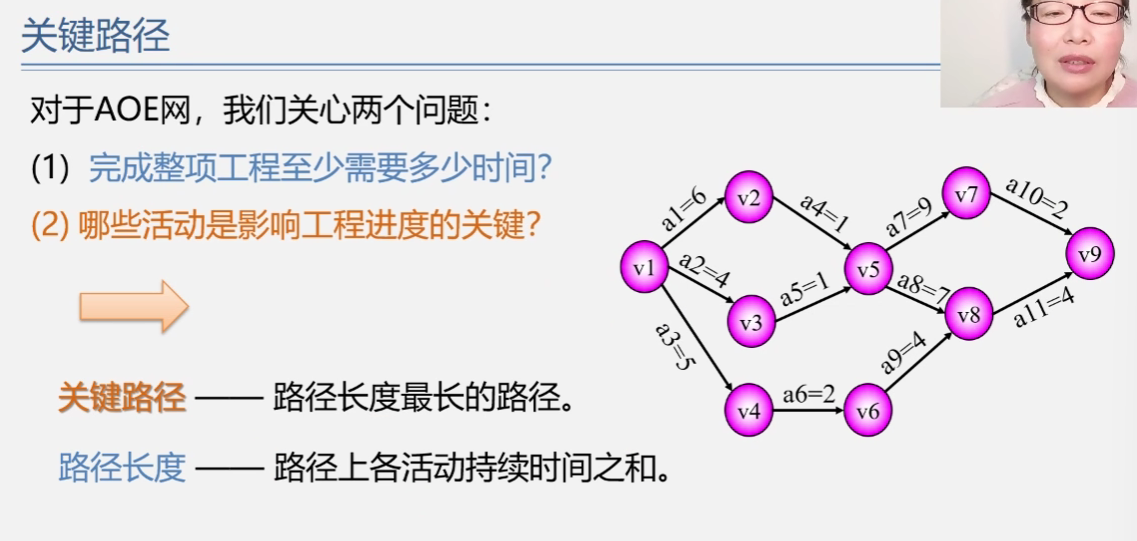 关键路径
对于AOE网，我们关心两个问题：
(1) 完成整项工程至少需要多少时间？
(2) 哪些活动是影响工程进度的关键？
关键路径 —— 路径长度最长的路径。
路径长度 —— 路径上各活动持续时间之和。
v1
v2
v3
v4
v5
v6
v7
v8
v9
a1=6
a2=4
a3=5
a4=1
a5=1
a6=2
a7=9
a8=7
a9=4
a10=2
a11=4